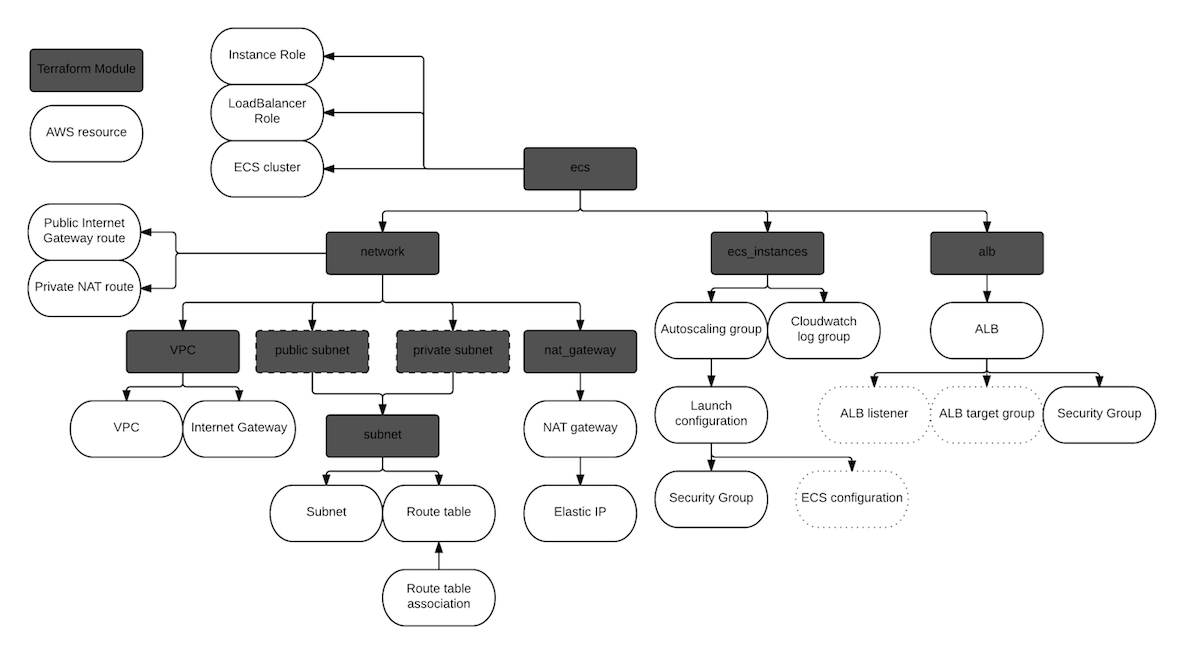 Instance Role
Terraform Module
LoadBalancer
Role
AWS resource
ECS cluster
ecs
Public Internet
Gateway route
network
ecs_instances
alb
Private NAT route
Autoscaling group
Cloudwatch
log group
ALB
VPC
public subnet
private subnet
nat_gateway
Launch
configuration
ALB listener
ALB target group
Security Group
VPC
Internet Gateway
subnet
NAT gateway
Security Group
ECS configuration
Subnet
Route table
Elastic IP
Route table
association